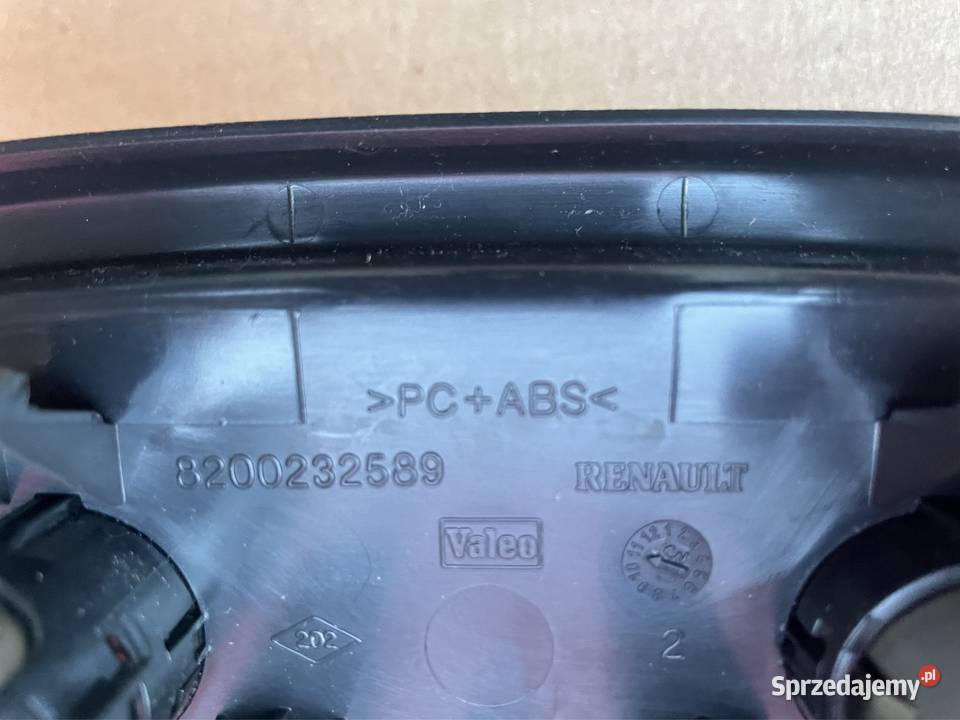 >PC+ABS<
8200232589 RENAULT
Valeo
202
2
Sprzedajemy.pl